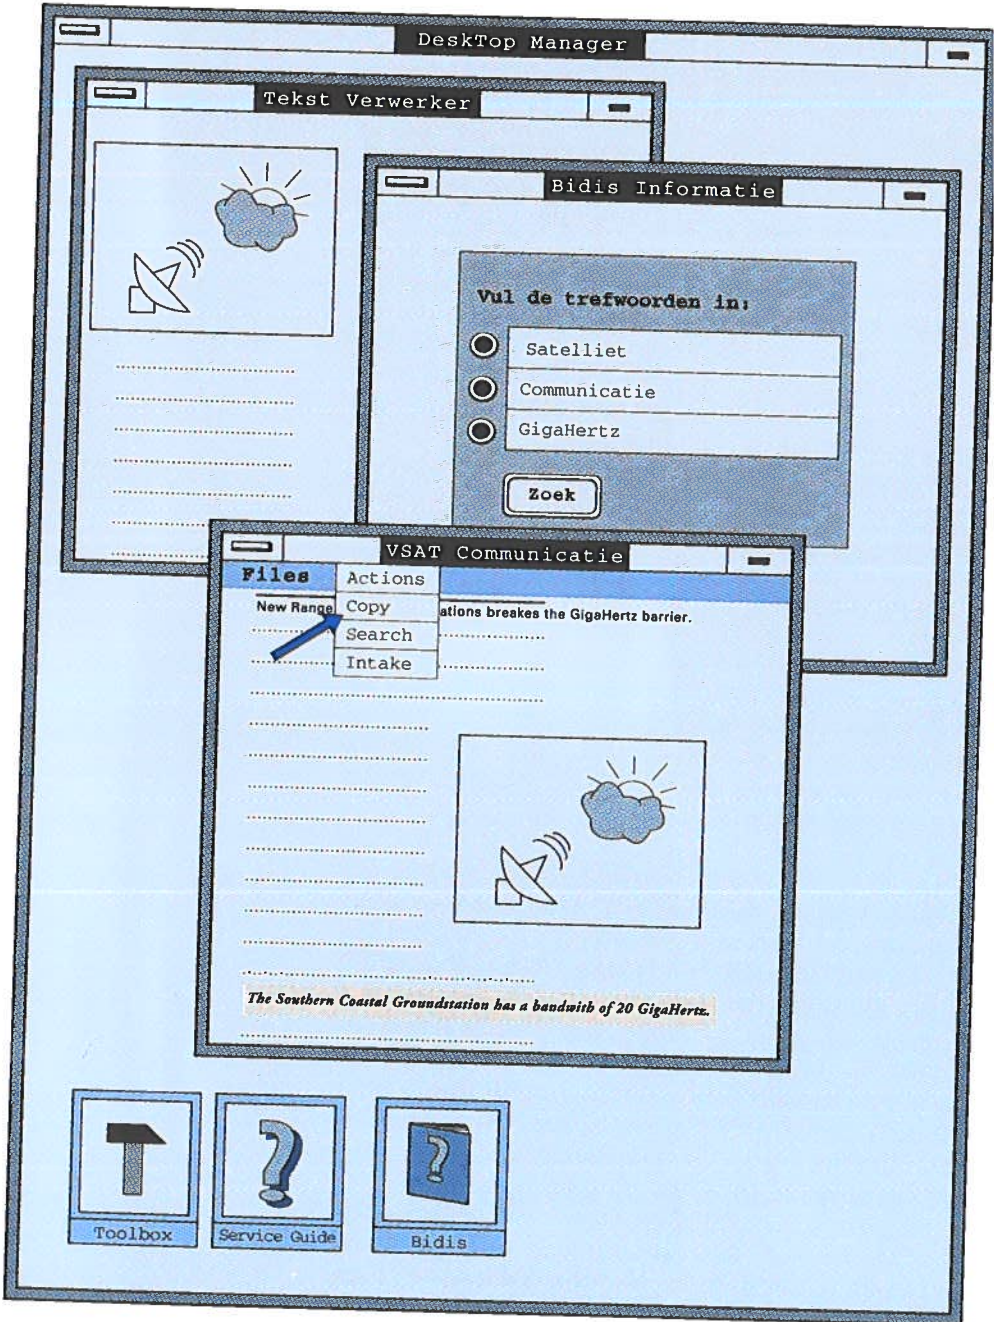 DeskTop Manager
Tekst Verwerker
Bidis Informatie
Vul de trefwoorden in:
Satelliet
Communicatie
GigaHertz
Zoek
VSAT Communicatie
Files Actions
New Range ations breakes the GigaHertz barrier.
Copy
Search
Intake
The Southern Coastal Groundstation has a bandwith of 20 GigaHertz.
Toolbox
Service Guide
Bidis